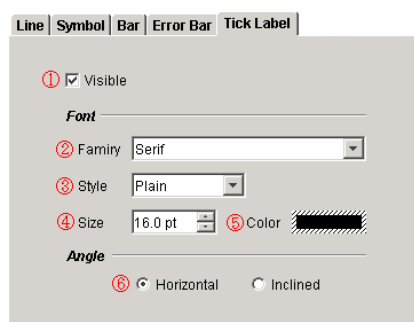 Line Symbol Bar Error Bar Tick Label
① Visible
Font
② Famiry Serif
③ Style Plain
④ Size 16.0 pt ⑤ Color
Angle
⑥ Horizontal Inclined